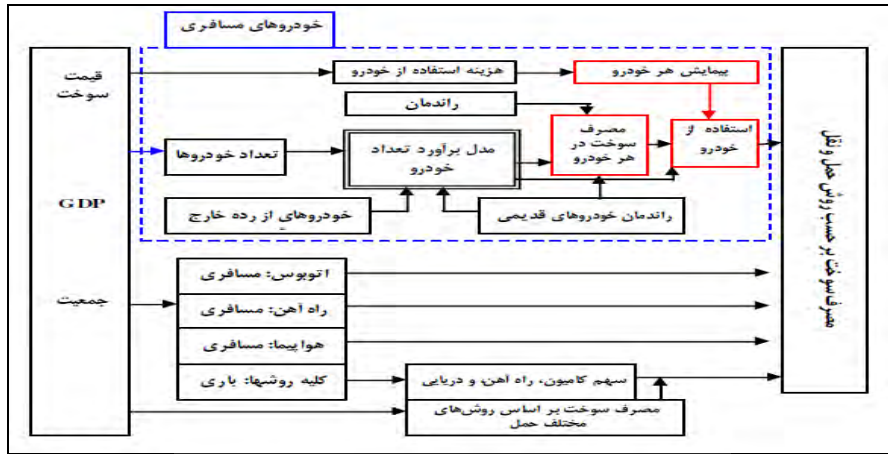 خودروهای مسافری
قیمت
سوخت
GDP
جمعیت
هزینه استفاده از خودرو
پیمایش هر خودرو
راندمان
تعداد خودروها
مدل برآورد تعداد
خودرو
مصرف
سوخت در
هر خودرو
استفاده از
خودرو
خودروهای از رده خارج
راندمان خودروهای قدیمی
اتوبوس: مسافری
راه آهن: مسافری
هواپیما: مسافری
کلیه روشها: باری
سهم کامیون، راه آهن، و دریایی
مصرف سوخت بر اساس روش‌های
مختلف حمل
مصرف سوخت بر حسب روش حمل و نقل